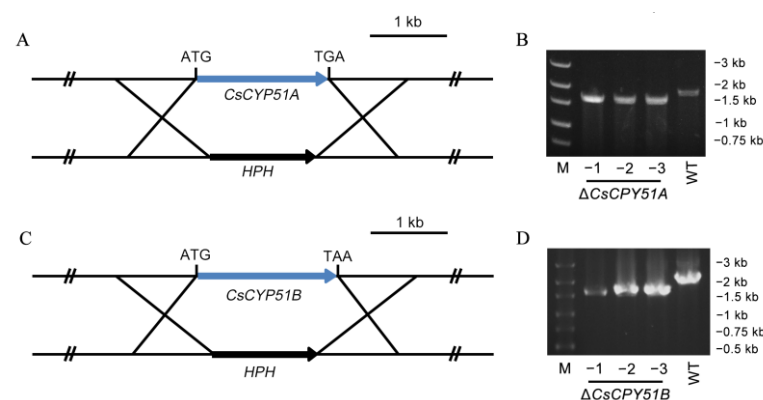 A
1 kb
ATG
TGA
CsCYP51A
HPH
B
−3 kb
−2 kb
−1.5 kb
−1 kb
−0.75 kb
M
−1
−2
−3
WT
ΔCsCPY51A
C
1 kb
ATG
TAA
CsCYP51B
HPH
D
−3 kb
−2 kb
−1.5 kb
−1 kb
−0.75 kb
−0.5 kb
M
−1
−2
−3
WT
ΔCsCPY51B